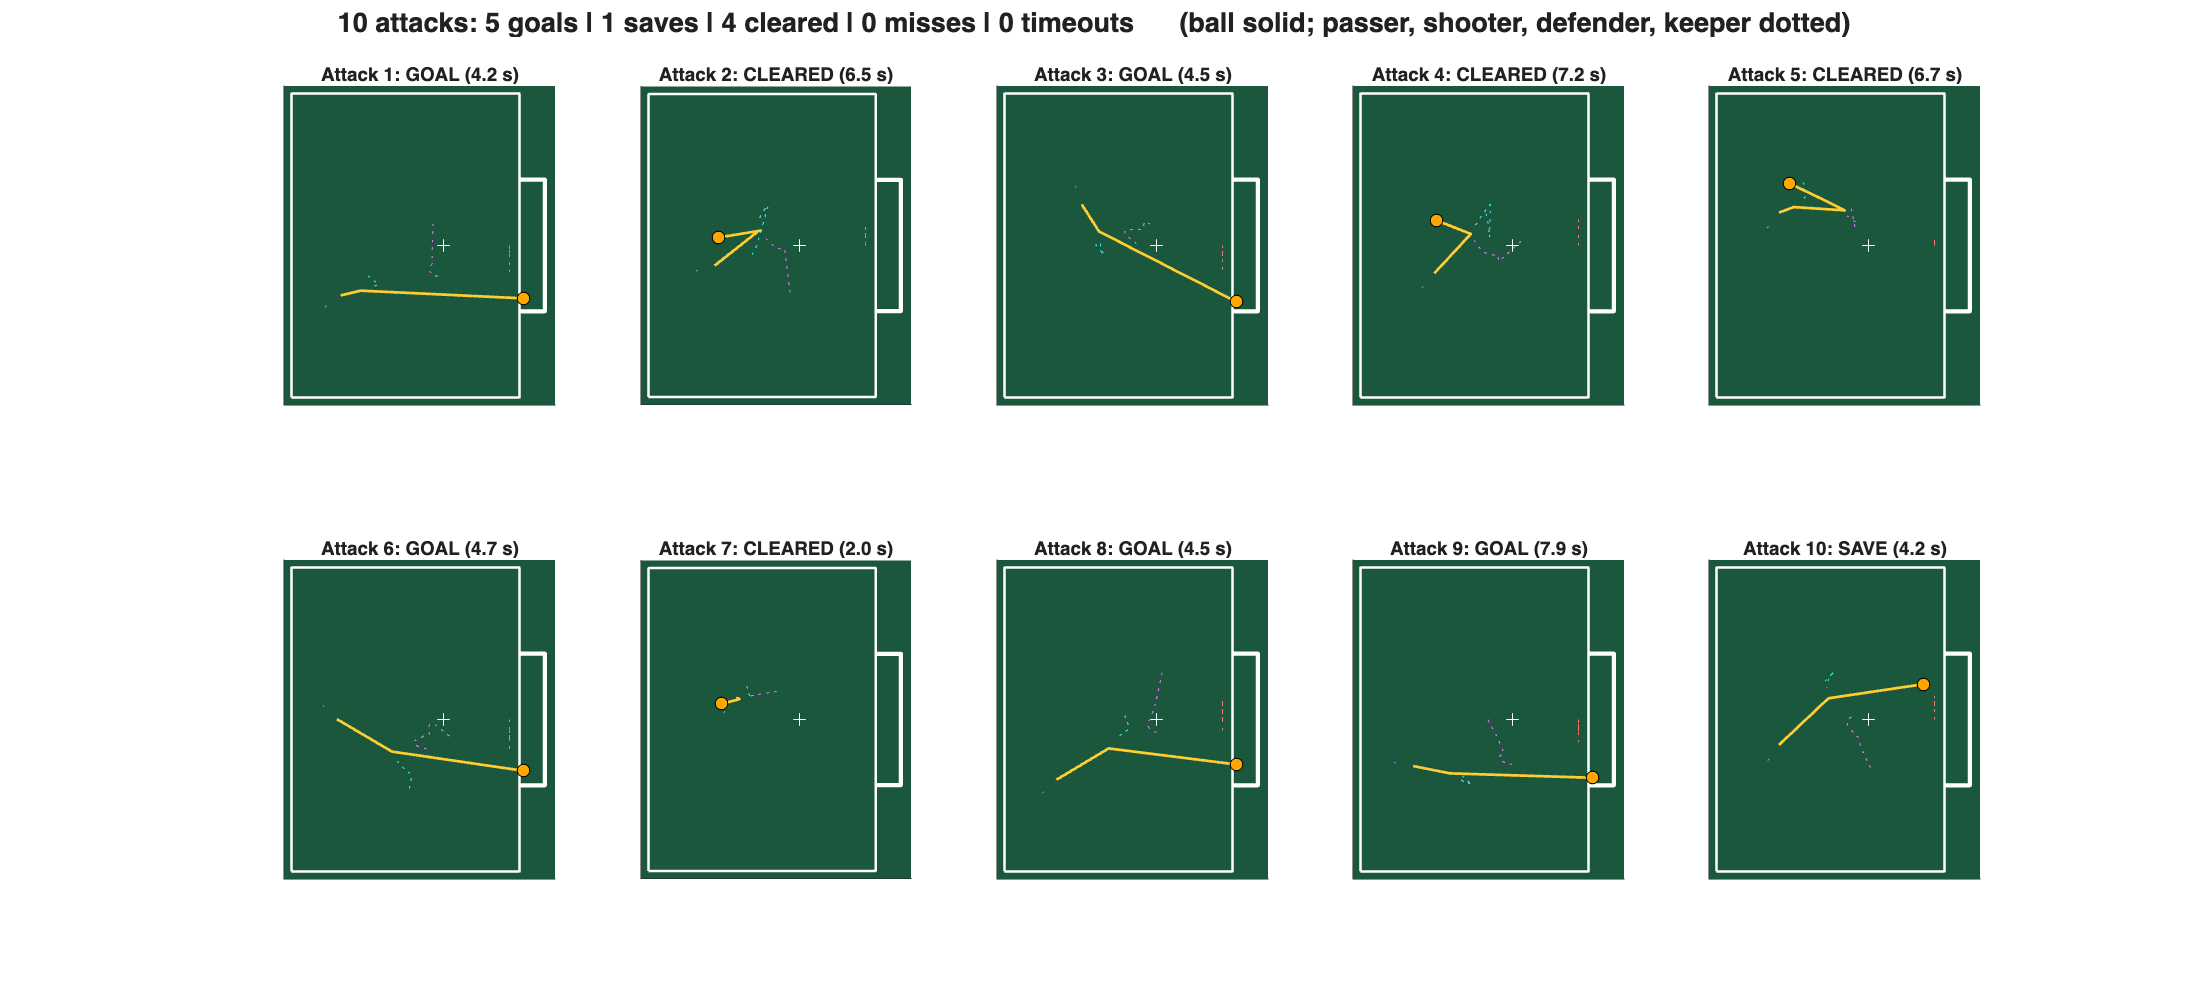 10 attacks: 5 goals | 1 saves | 4 cleared | 0 misses | 0 timeouts (ball solid; passer, shooter, defender, keeper dotted)
Attack 1: GOAL (4.2 s)
Attack 2: CLEARED (6.5 s)
Attack 3: GOAL (4.5 s)
Attack 4: CLEARED (7.2 s)
Attack 5: CLEARED (6.7 s)
Attack 6: GOAL (4.7 s)
Attack 7: CLEARED (2.0 s)
Attack 8: GOAL (4.5 s)
Attack 9: GOAL (7.9 s)
Attack 10: SAVE (4.2 s)